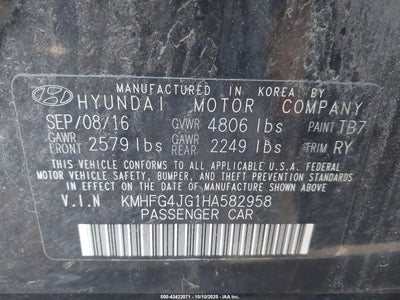 MANUFACTURED IN KOREA BY
HYUNDAI MOTOR COMPANY
SEP/08/16 GVWR 4806 lbs PAINT TB7
GAWR FRONT 2579 lbs GAWR REAR 2249 lbs TRIM RY
THIS VEHICLE CONFORMS TO ALL APPLICABLE U.S.A. FEDERAL
MOTOR VEHICLE SAFETY, BUMPER, AND THEFT PREVENTION STANDARDS
IN EFFECT ON THE DATE OF MANUFACTURE SHOWN ABOVE.
V.I.N KMHFG4JG1HA582958
PASSENGER CAR
000-43422071 - 10/10/2025 - IAA Inc.